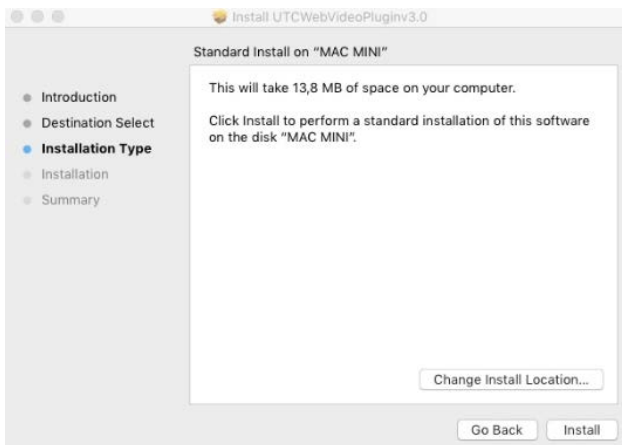 Install UTCWebVideoPluginv3.0
Standard Install on “MAC MINI”
Introduction
Destination Select
Installation Type
Installation
Summary
This will take 13,8 MB of space on your computer.
Click Install to perform a standard installation of this software
on the disk “MAC MINI”.
Change Install Location...
Go Back
Install